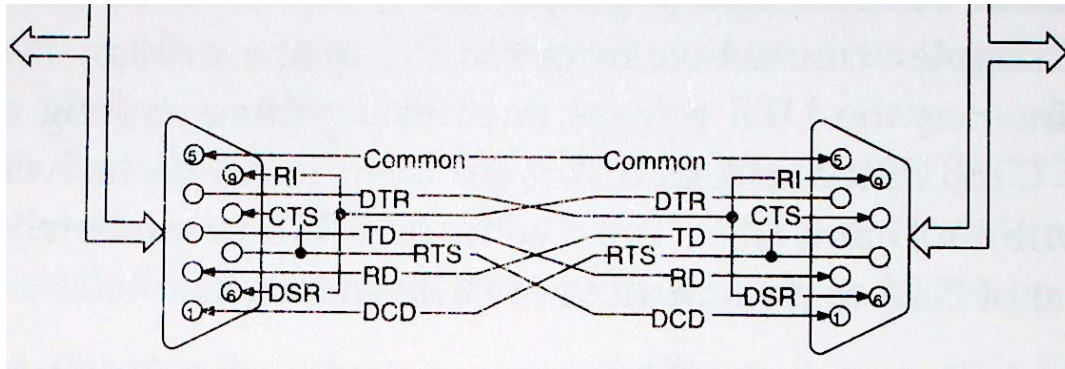 5 Common Common 5
9 RI RI 9
DTR DTR
CTS CTS
TD TD
RTS RTS
RD RD
6 DSR DSR 6
1 DCD DCD 1